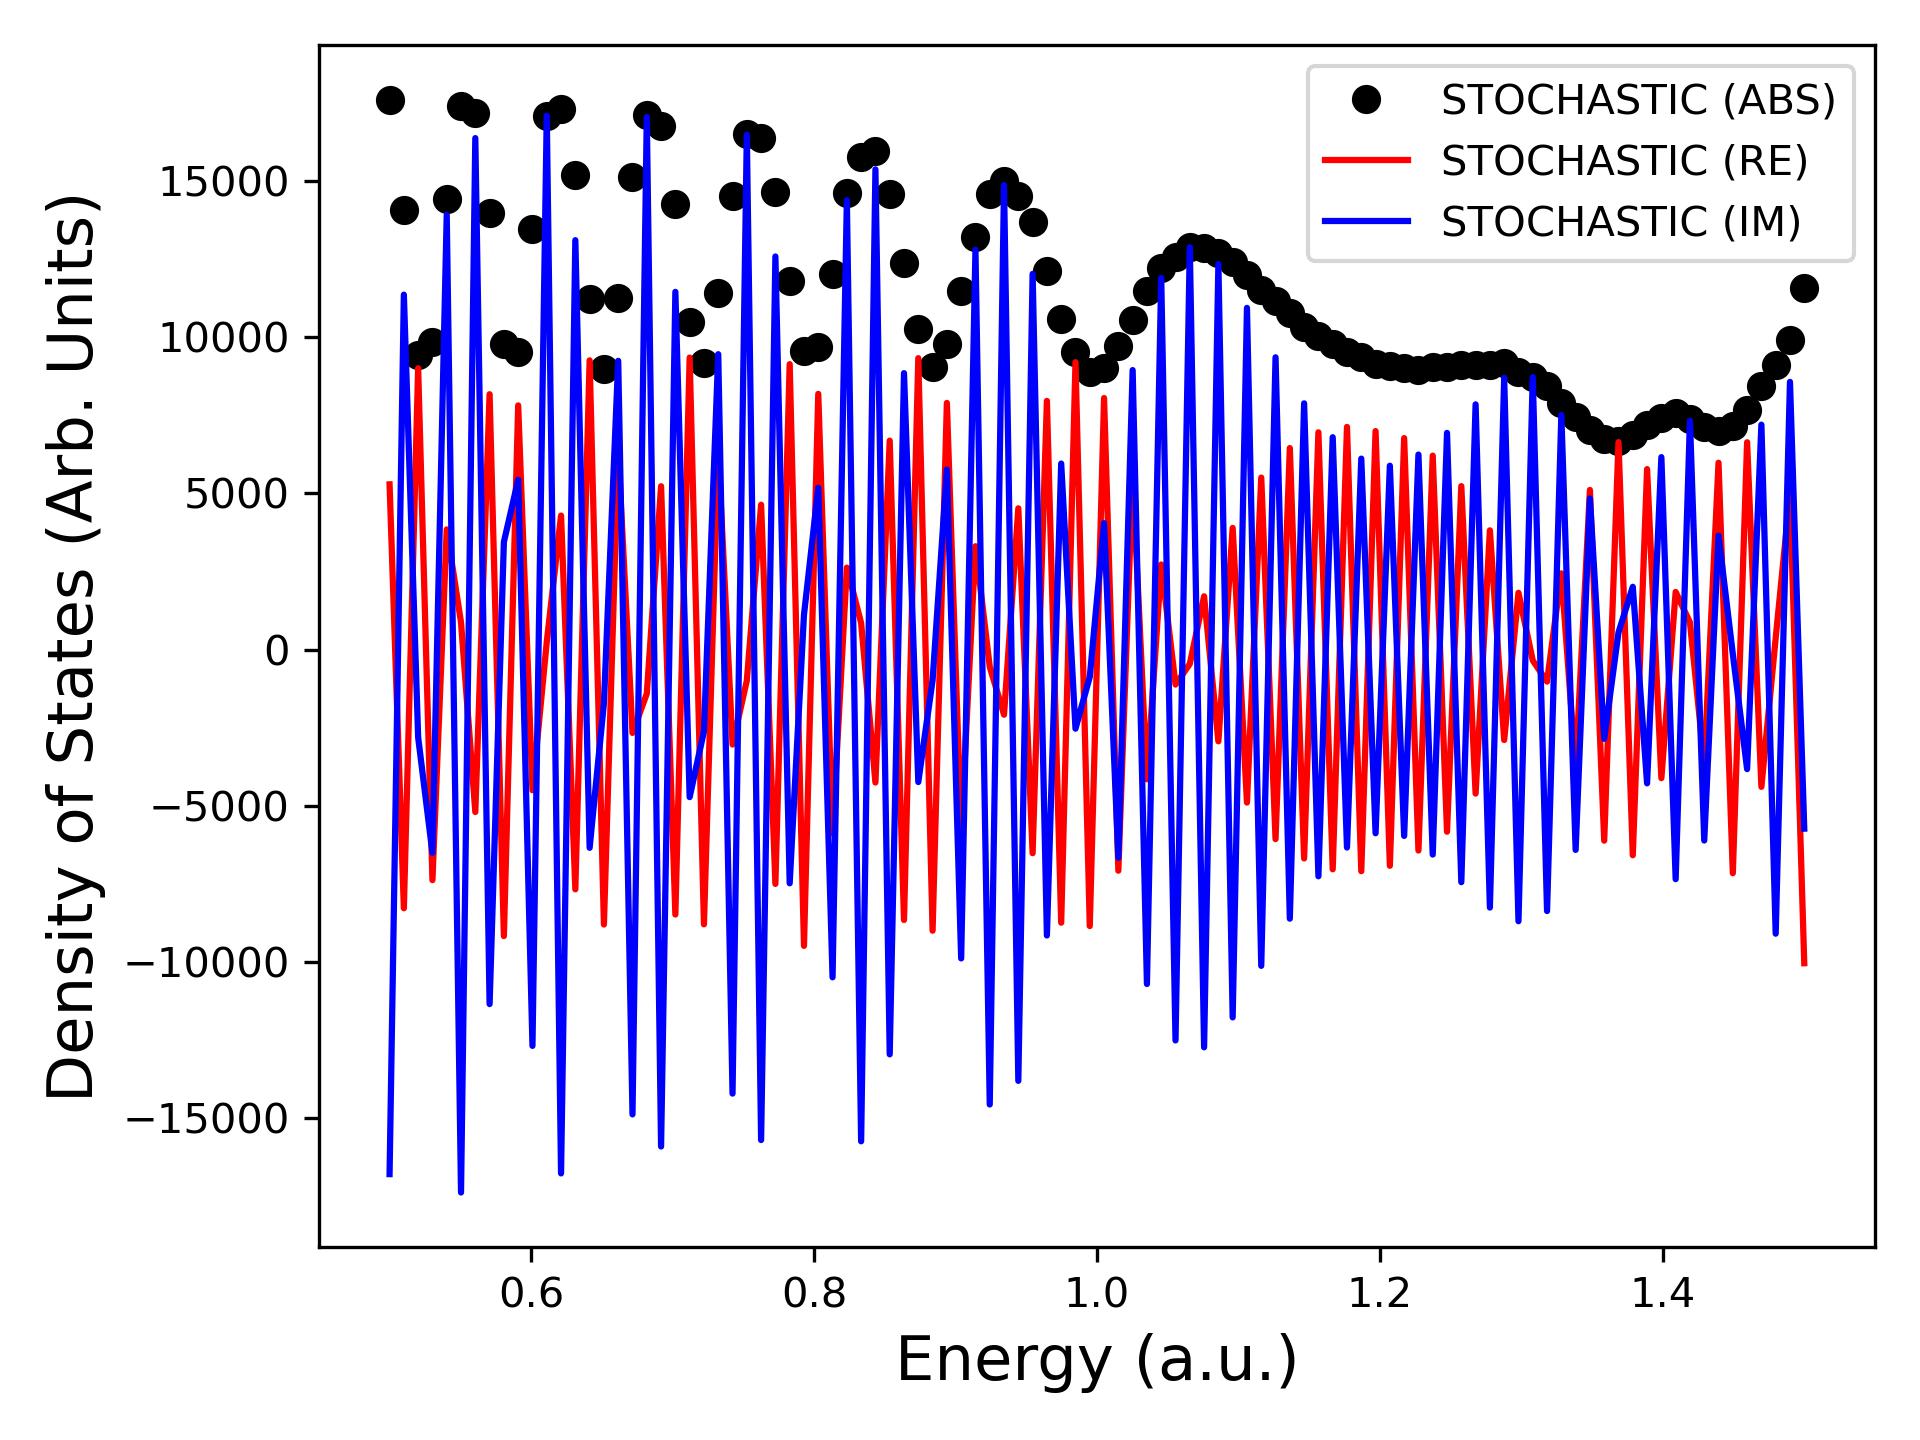 STOCHASTIC (ABS)
STOCHASTIC (RE)
STOCHASTIC (IM)
Density of States (Arb. Units)
15000
10000
5000
0
−5000
−10000
−15000
0.6
0.8
1.0
1.2
1.4
Energy (a.u.)